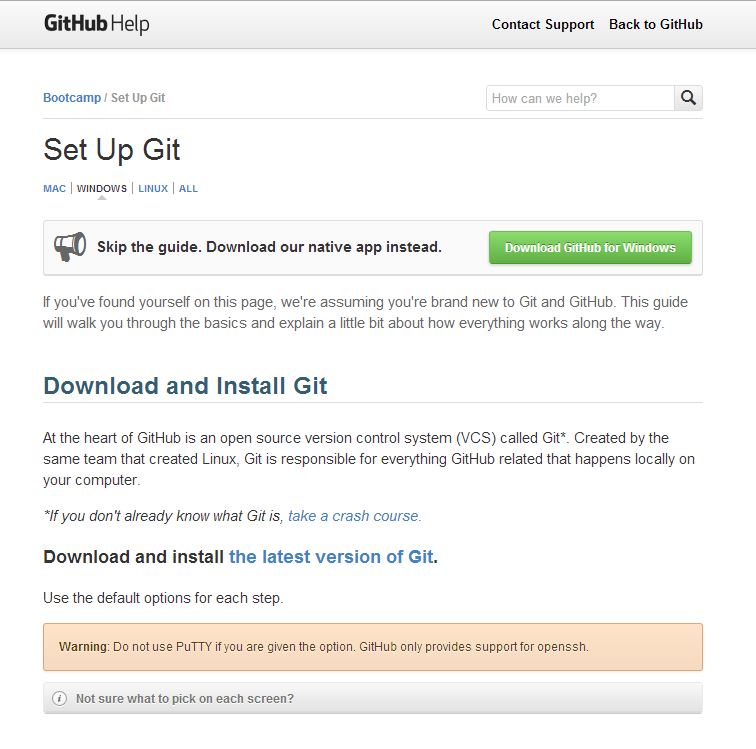 GitHub Help
Contact Support Back to GitHub
Bootcamp / Set Up Git
How can we help?
Set Up Git
MAC | WINDOWS | LINUX | ALL
Skip the guide. Download our native app instead.
Download GitHub for Windows
If you've found yourself on this page, we're assuming you're brand new to Git and GitHub. This guide
will walk you through the basics and explain a little bit about how everything works along the way.
Download and Install Git
At the heart of GitHub is an open source version control system (VCS) called Git*. Created by the
same team that created Linux, Git is responsible for everything GitHub related that happens locally on
your computer.
*If you don't already know what Git is, take a crash course.
Download and install the latest version of Git.
Use the default options for each step.
Warning: Do not use PuTTY if you are given the option. GitHub only provides support for openssh.
i Not sure what to pick on each screen?